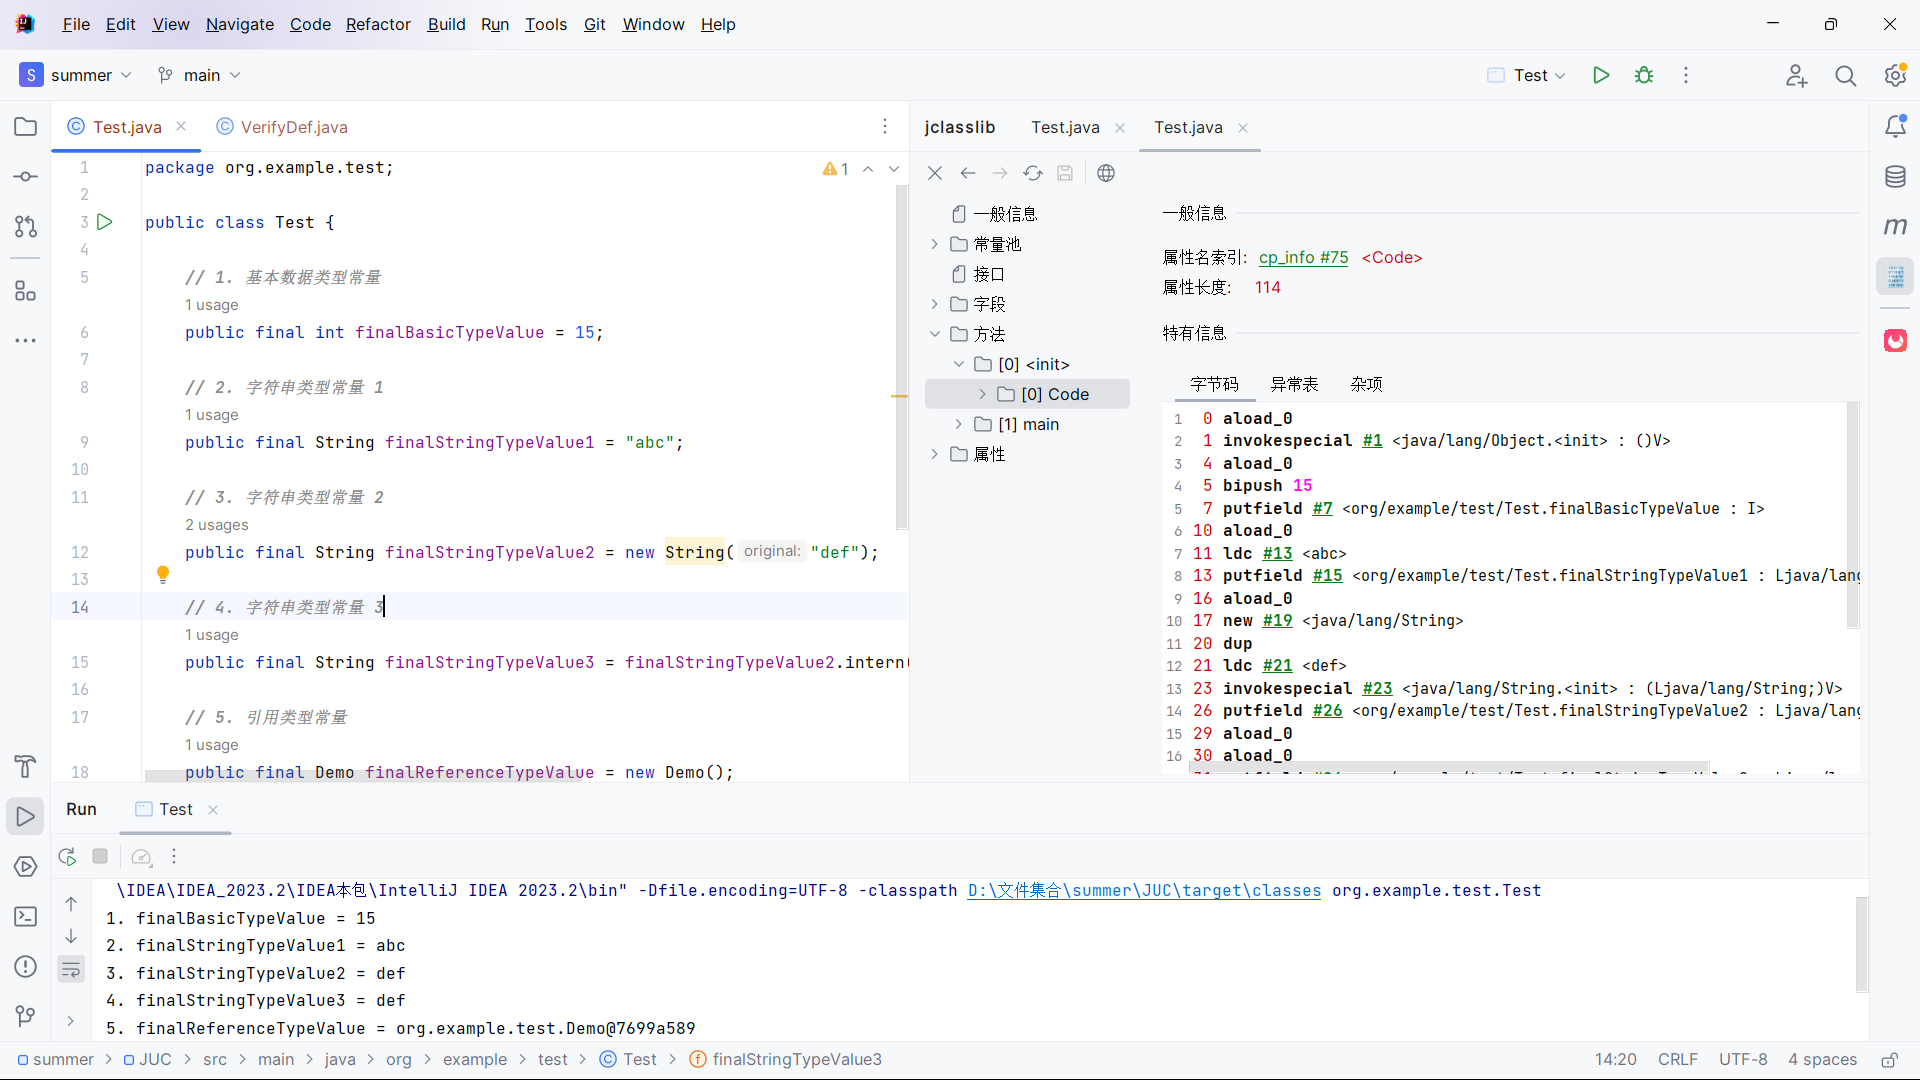 File Edit View Navigate Code Refactor Build Run Tools Git Window Help
S summer main Test
Test.java VerifyDef.java
1 package org.example.test;
1
2
3 public class Test {
4
5 // 1. 基本数据类型常量
1 usage
6 public final int finalBasicTypeValue = 15;
7
8 // 2. 字符串类型常量 1
1 usage
9 public final String finalStringTypeValue1 = "abc";
10
11 // 3. 字符串类型常量 2
2 usages
12 public final String finalStringTypeValue2 = new String( original: "def");
13
14 // 4. 字符串类型常量 3
1 usage
15 public final String finalStringTypeValue3 = finalStringTypeValue2.intern(
16
17 // 5. 引用类型常量
1 usage
18 public final Demo finalReferenceTypeValue = new Demo();
jclasslib Test.java Test.java
一般信息
常量池
接口
字段
方法
[0] <init>
[0] Code
[1] main
属性
一般信息
属性名索引: cp_info #75 <Code>
属性长度: 114
特有信息
字节码 异常表 杂项
1 0 aload_0
2 1 invokespecial #1 <java/lang/Object.<init> : ()V>
3 4 aload_0
4 5 bipush 15
5 7 putfield #7 <org/example/test/Test.finalBasicTypeValue : I>
6 10 aload_0
7 11 ldc #13 <abc>
8 13 putfield #15 <org/example/test/Test.finalStringTypeValue1 : Ljava/lang
9 16 aload_0
10 17 new #19 <java/lang/String>
11 20 dup
12 21 ldc #21 <def>
13 23 invokespecial #23 <java/lang/String.<init> : (Ljava/lang/String;)V>
14 26 putfield #26 <org/example/test/Test.finalStringTypeValue2 : Ljava/lang
15 29 aload_0
16 30 aload_0
m
Run Test
\IDEA\IDEA_2023.2\IDEA本包\IntelliJ IDEA 2023.2\bin" -Dfile.encoding=UTF-8 -classpath D:\文件集合\summer\JUC\target\classes org.example.test.Test
1. finalBasicTypeValue = 15
2. finalStringTypeValue1 = abc
3. finalStringTypeValue2 = def
4. finalStringTypeValue3 = def
5. finalReferenceTypeValue = org.example.test.Demo@7699a589
summer > JUC > src > main > java > org > example > test > Test > finalStringTypeValue3
14:20 CRLF UTF-8 4 spaces